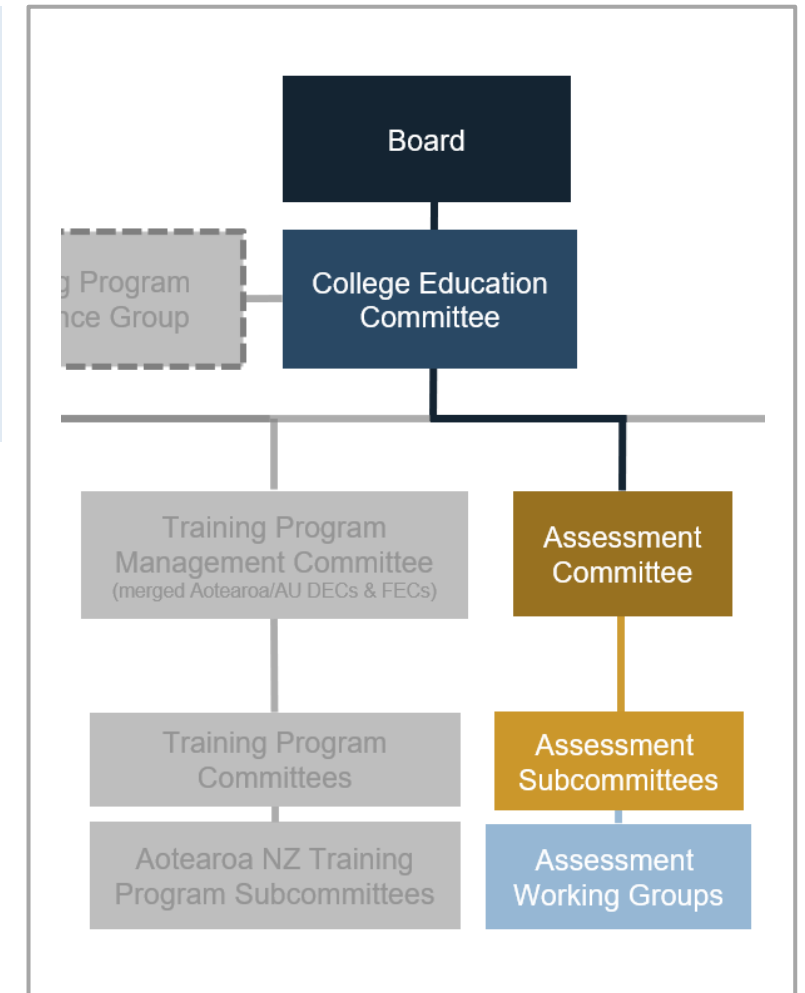 Board
College Education
Committee
Program
Group
Training Program
Management Committee
(merged Aotearoa/AU DECs & FECs)
Assessment
Committee
Training Program
Committees
Assessment
Subcommittees
Aotearoa NZ Training
Program Subcommittees
Assessment
Working Groups